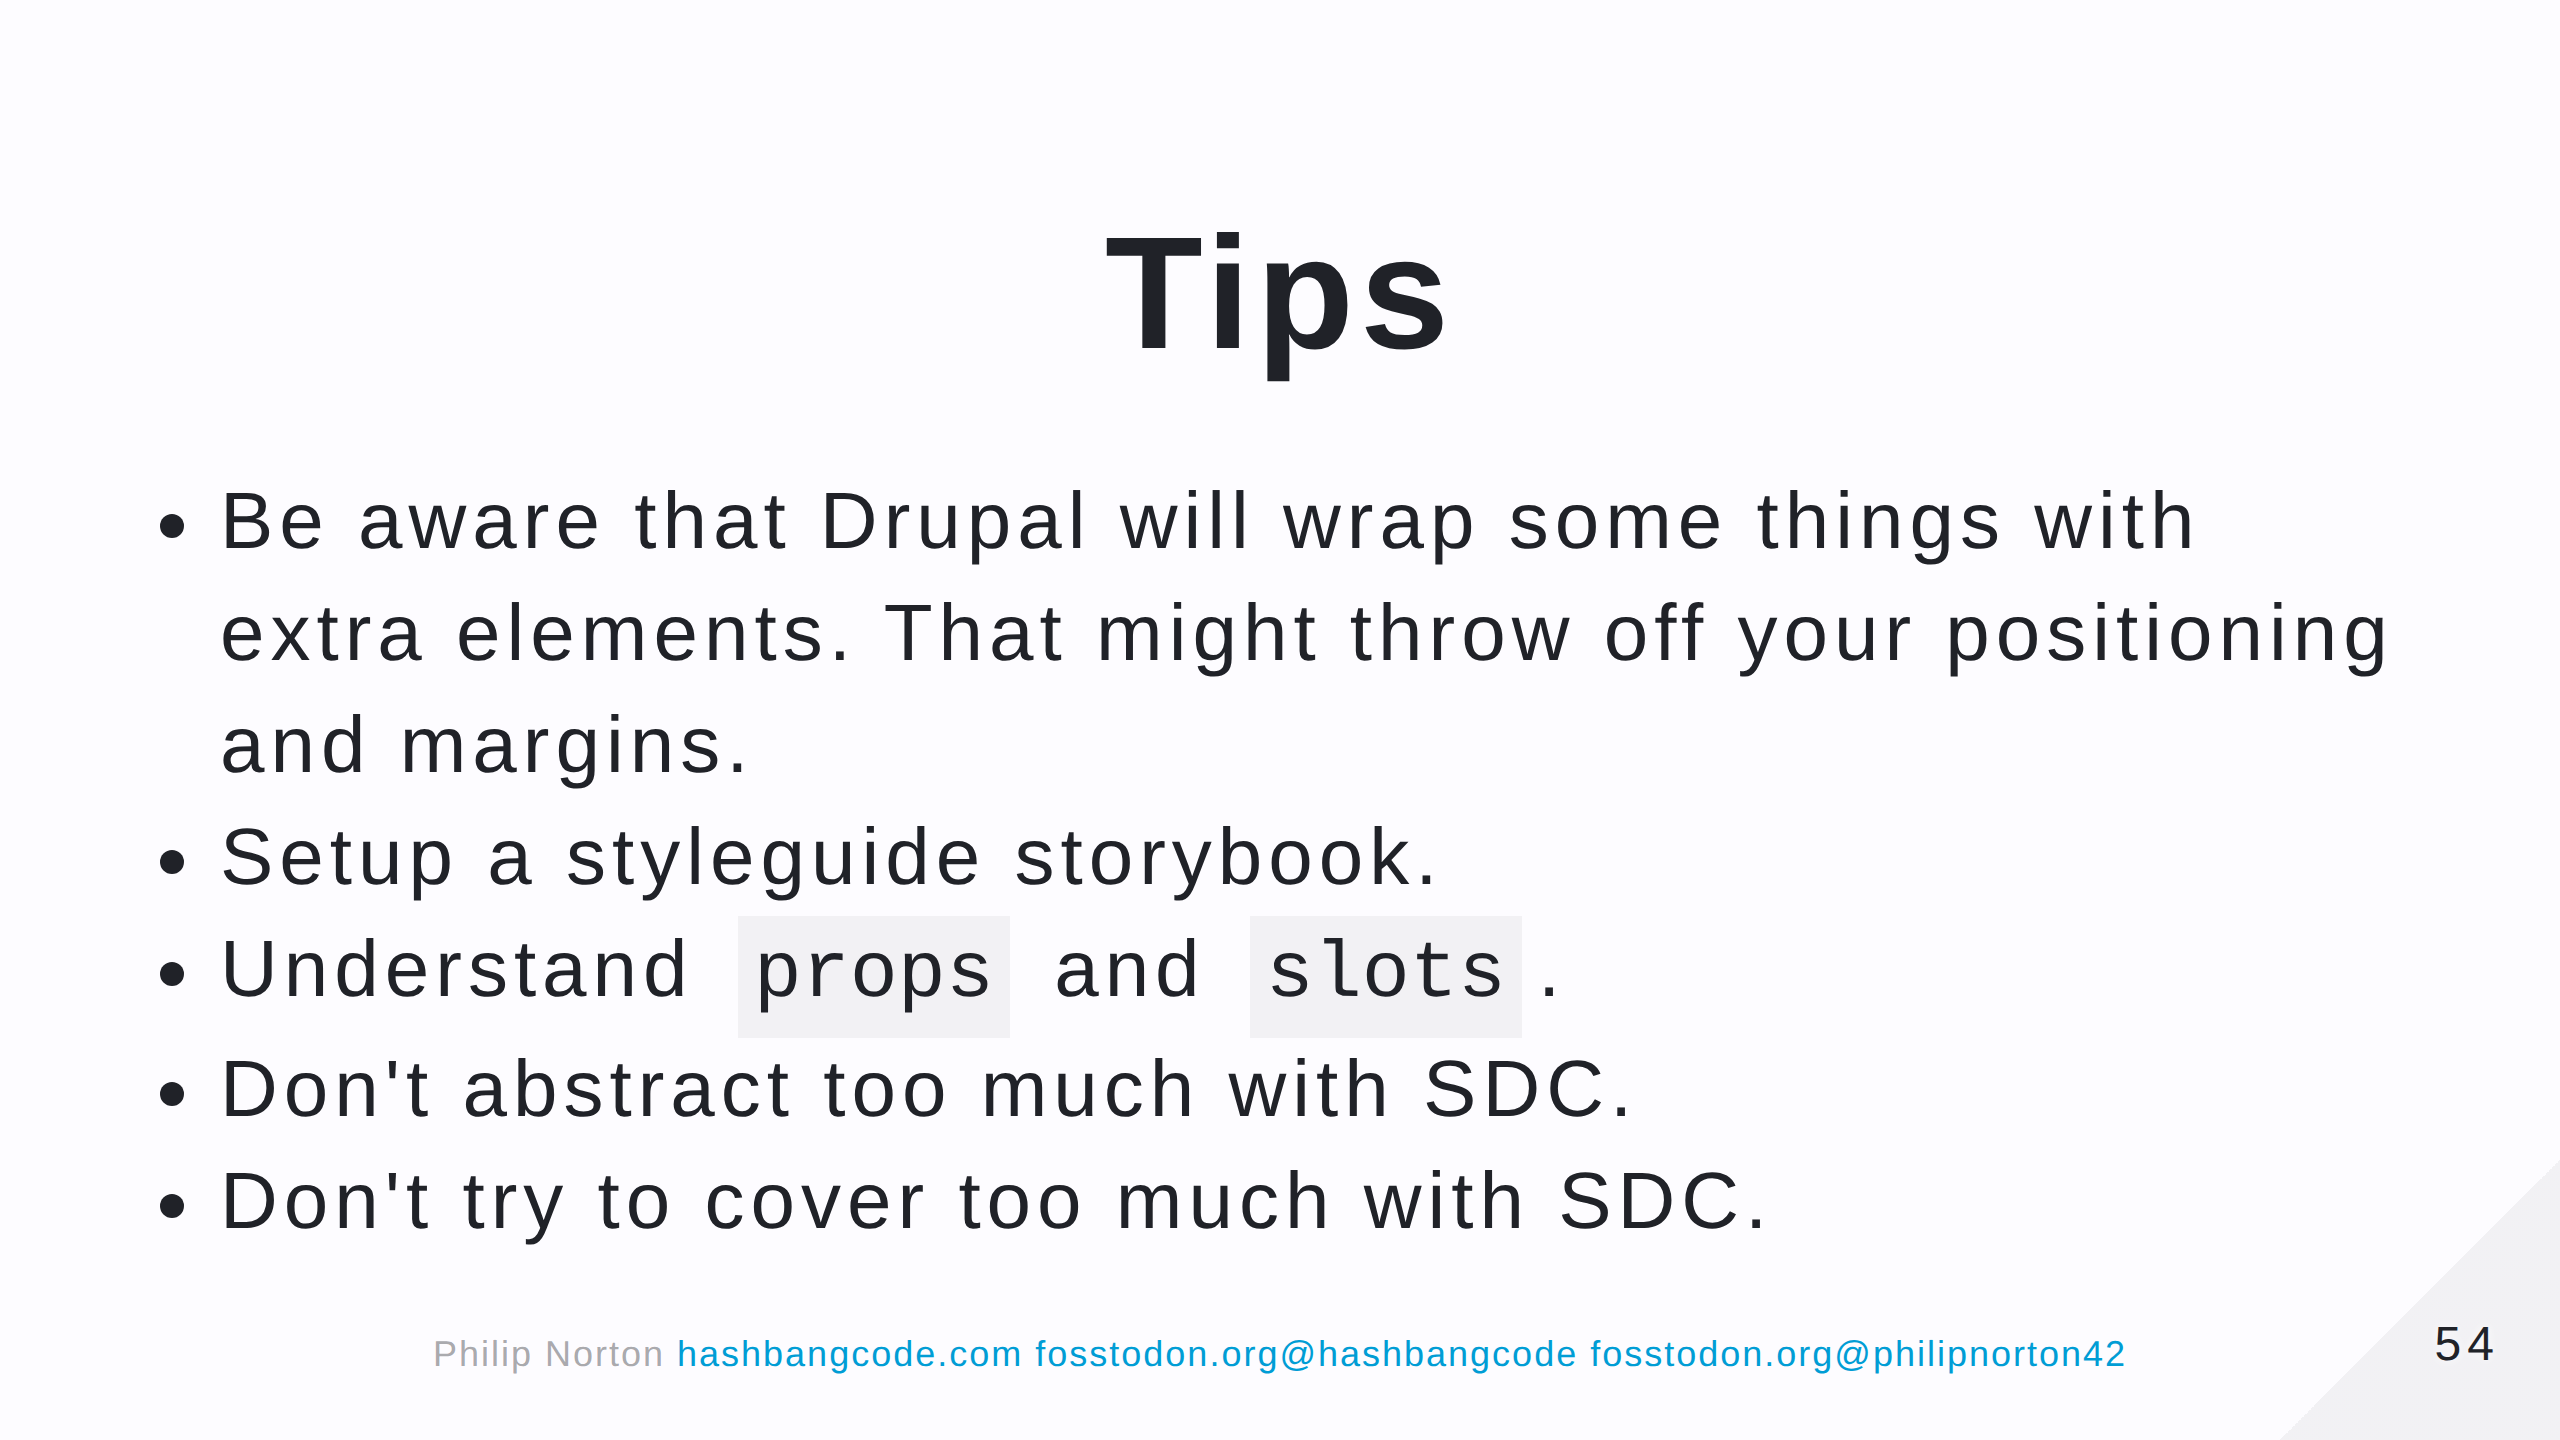 Tips
• Be aware that Drupal will wrap some things with
extra elements. That might throw off your positioning
and margins.
• Setup a styleguide storybook.
• Understand props and slots.
• Don't abstract too much with SDC.
• Don't try to cover too much with SDC.
Philip Norton hashbangcode.com fosstodon.org@hashbangcode fosstodon.org@philipnorton42
54